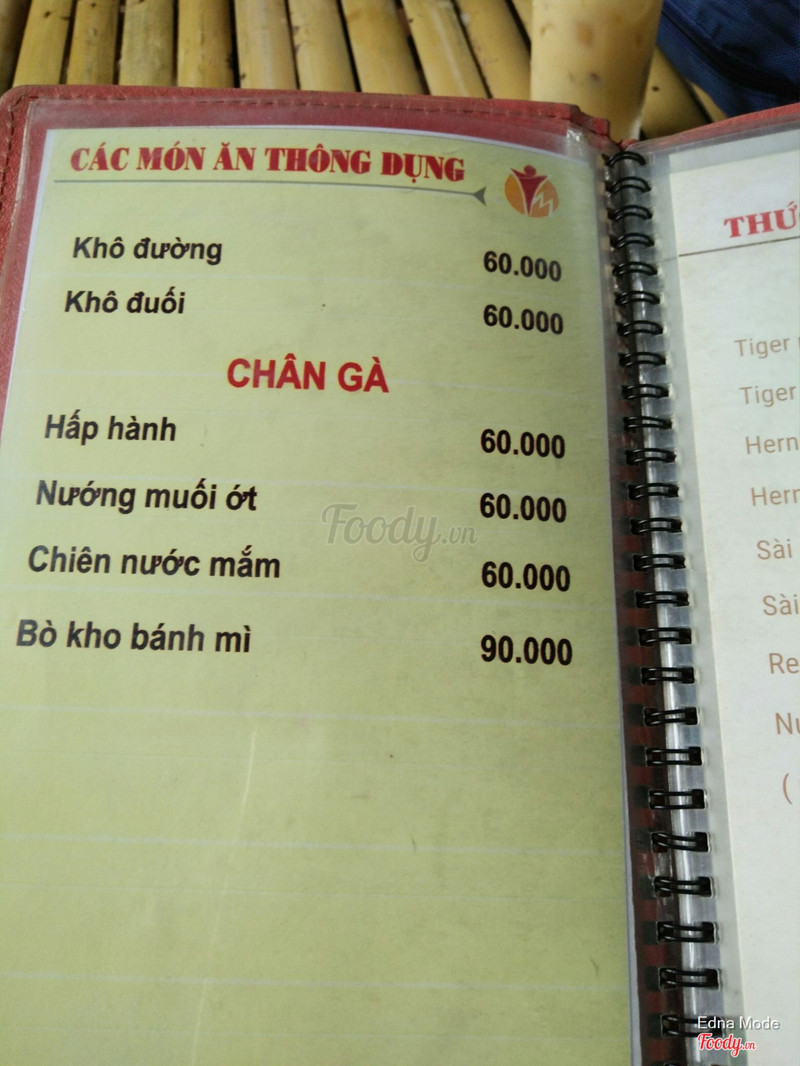 CÁC MÓN ĂN THÔNG DỤNG
Khô đường 60.000
Khô đuối 60.000
CHÂN GÀ
Hấp hành 60.000
Nướng muối ớt 60.000
Chiên nước mắm 60.000
Bò kho bánh mì 90.000
Foody.vn
Tiger
Tiger
Sài
Sài
(
Edna Mode
Foody.vn